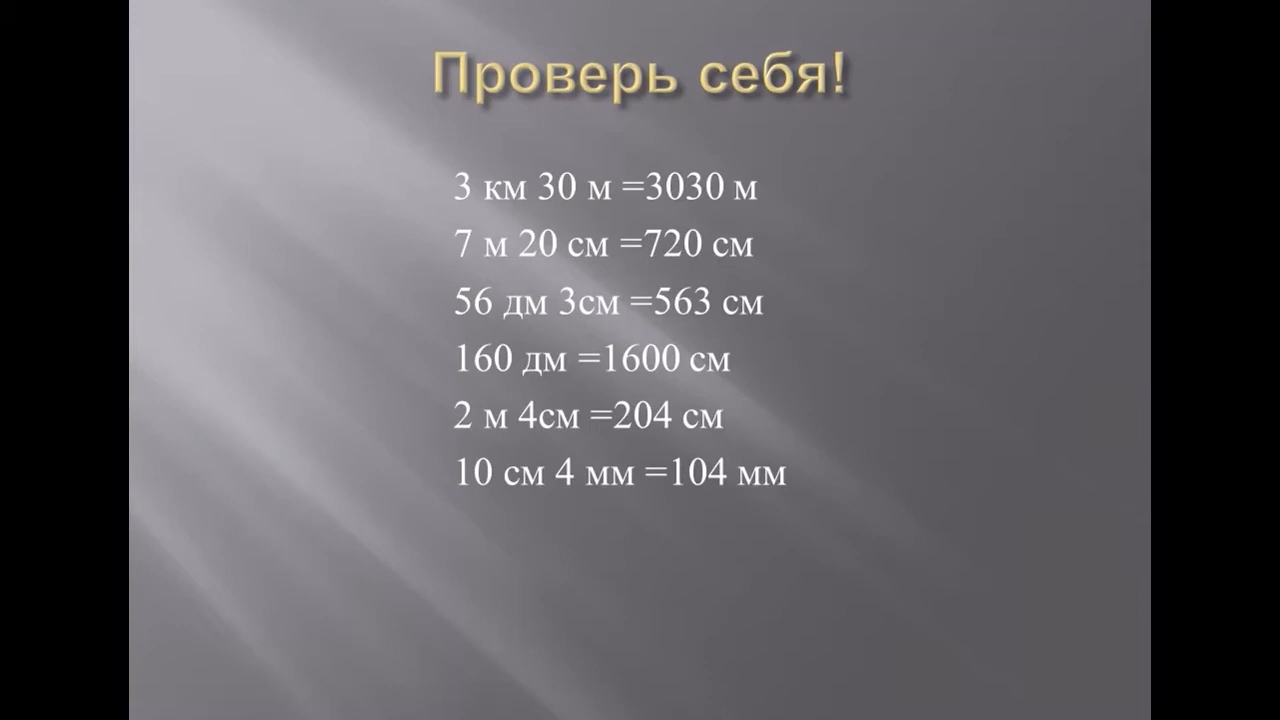 Проверь себя!
3 км 30 м =3030 м
7 м 20 см =720 см
56 дм 3см =563 см
160 дм =1600 см
2 м 4см =204 см
10 см 4 мм =104 мм